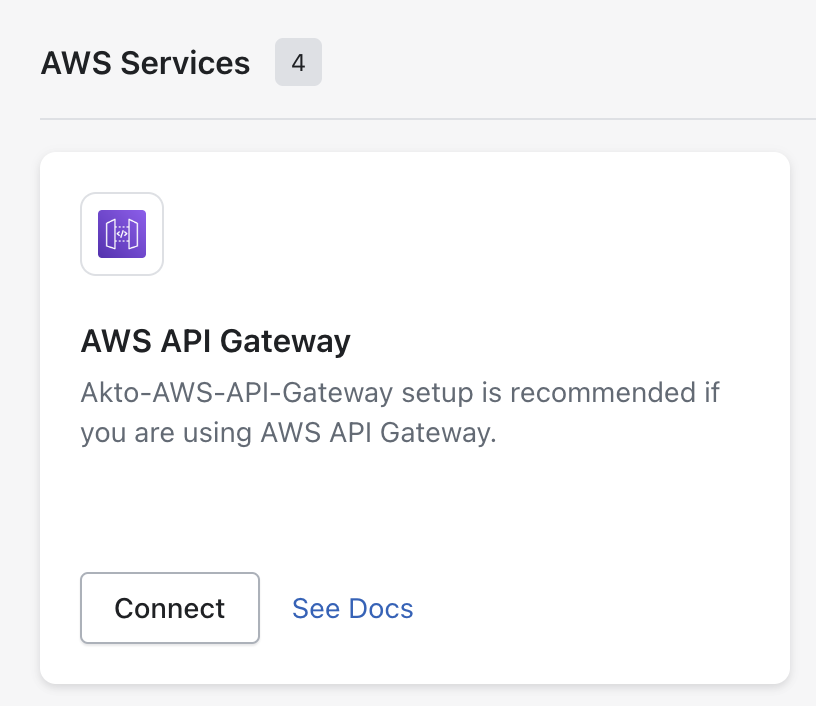 AWS Services 4
AWS API Gateway
Akto-AWS-API-Gateway setup is recommended if
you are using AWS API Gateway.
Connect See Docs